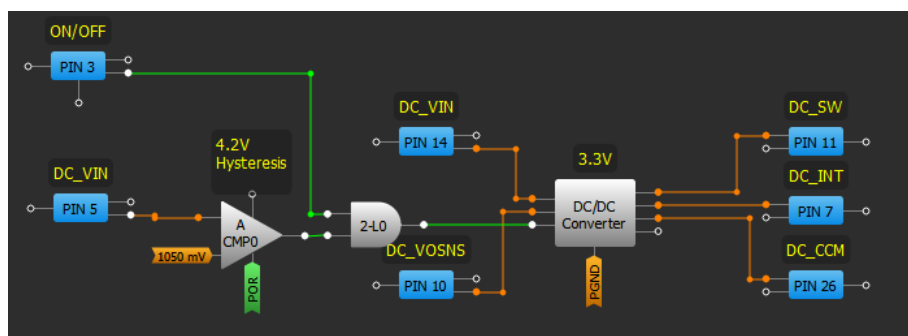 ON/OFF
PIN 3
DC_VIN
PIN 5
4.2V
Hysteresis
A
CMP0
1050 mV
POR
2-L0
DC_VIN
PIN 14
DC_VOSNS
PIN 10
3.3V
DC/DC
Converter
PGND
DC_SW
PIN 11
DC_INT
PIN 7
DC_CCM
PIN 26